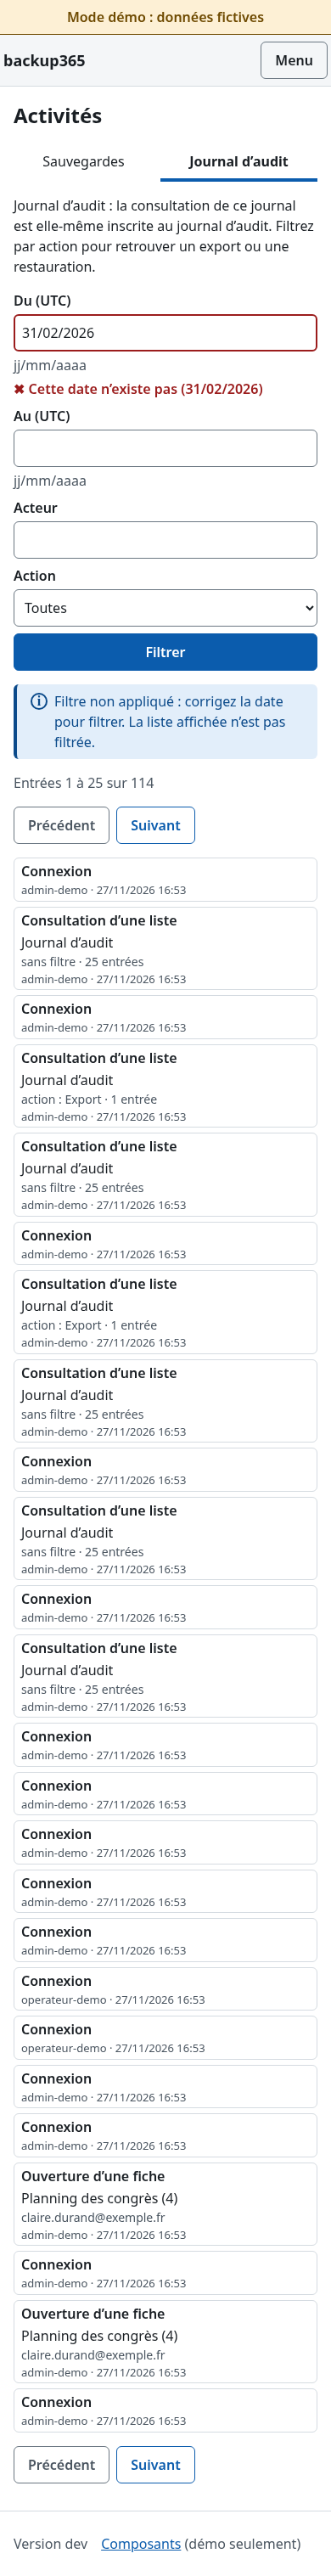 Mode démo : données fictives
backup365
Menu
Activités
Sauvegardes
Journal d’audit
Journal d’audit : la consultation de ce journal
est elle-même inscrite au journal d’audit. Filtrez
par action pour retrouver un export ou une
restauration.
Du (UTC)
31/02/2026
jj/mm/aaaa
✖ Cette date n’existe pas (31/02/2026)
Au (UTC)
jj/mm/aaaa
Acteur
Action
Toutes
Filtrer
Filtre non appliqué : corrigez la date
pour filtrer. La liste affichée n’est pas
filtrée.
Entrées 1 à 25 sur 114
Précédent
Suivant
Connexion
admin-demo · 27/11/2026 16:53
Consultation d’une liste
Journal d’audit
sans filtre · 25 entrées
admin-demo · 27/11/2026 16:53
Connexion
admin-demo · 27/11/2026 16:53
Consultation d’une liste
Journal d’audit
action : Export · 1 entrée
admin-demo · 27/11/2026 16:53
Consultation d’une liste
Journal d’audit
sans filtre · 25 entrées
admin-demo · 27/11/2026 16:53
Connexion
admin-demo · 27/11/2026 16:53
Consultation d’une liste
Journal d’audit
action : Export · 1 entrée
admin-demo · 27/11/2026 16:53
Consultation d’une liste
Journal d’audit
sans filtre · 25 entrées
admin-demo · 27/11/2026 16:53
Connexion
admin-demo · 27/11/2026 16:53
Consultation d’une liste
Journal d’audit
sans filtre · 25 entrées
admin-demo · 27/11/2026 16:53
Connexion
admin-demo · 27/11/2026 16:53
Consultation d’une liste
Journal d’audit
sans filtre · 25 entrées
admin-demo · 27/11/2026 16:53
Connexion
admin-demo · 27/11/2026 16:53
Connexion
admin-demo · 27/11/2026 16:53
Connexion
admin-demo · 27/11/2026 16:53
Connexion
admin-demo · 27/11/2026 16:53
Connexion
admin-demo · 27/11/2026 16:53
Connexion
operateur-demo · 27/11/2026 16:53
Connexion
operateur-demo · 27/11/2026 16:53
Connexion
admin-demo · 27/11/2026 16:53
Connexion
admin-demo · 27/11/2026 16:53
Ouverture d’une fiche
Planning des congrès (4)
claire.durand@exemple.fr
admin-demo · 27/11/2026 16:53
Connexion
admin-demo · 27/11/2026 16:53
Ouverture d’une fiche
Planning des congrès (4)
claire.durand@exemple.fr
admin-demo · 27/11/2026 16:53
Connexion
admin-demo · 27/11/2026 16:53
Précédent
Suivant
Version dev Composants (démo seulement)